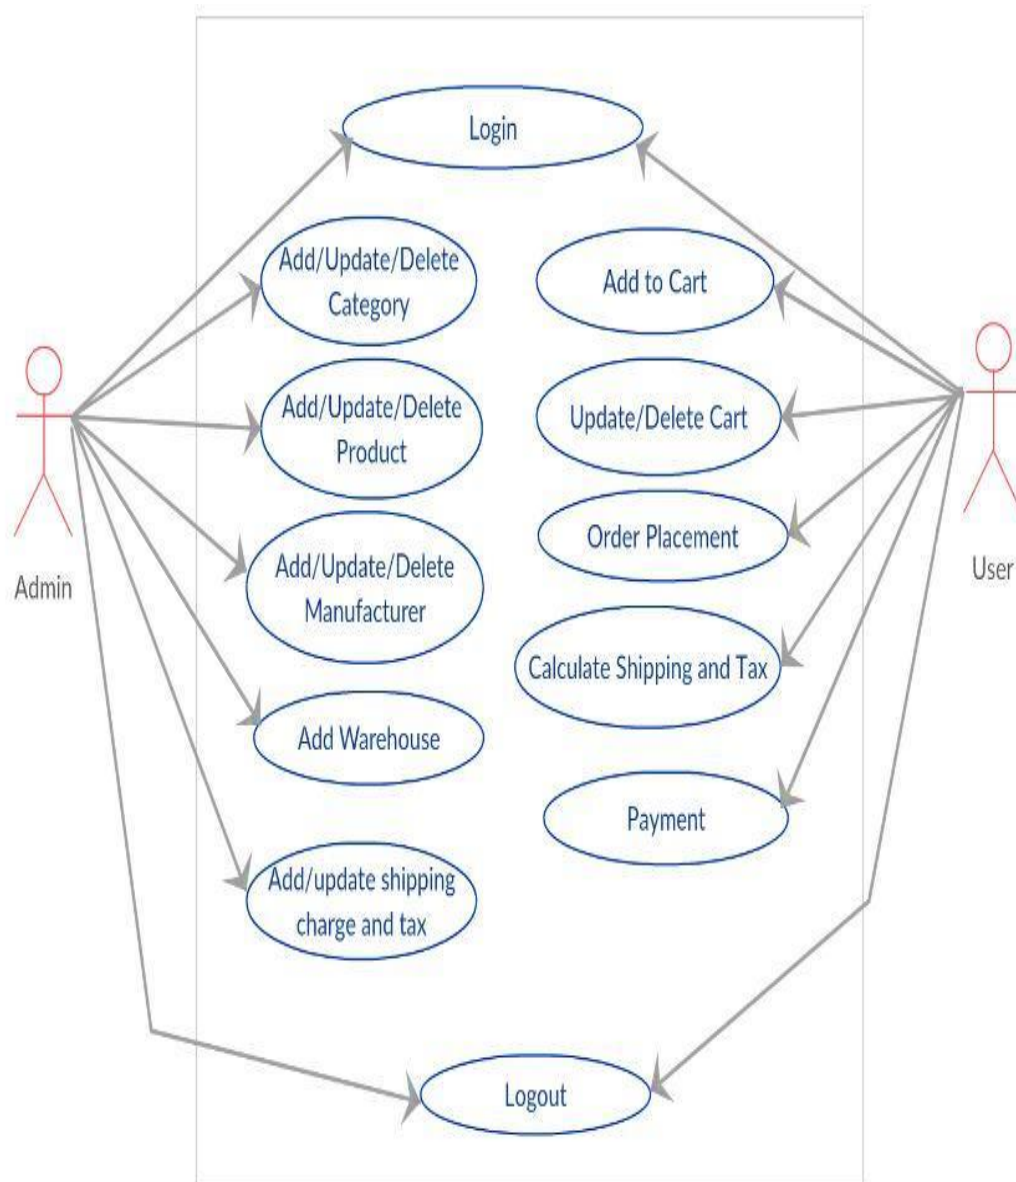 Login
Add/Update/Delete
Category
Add to Cart
Add/Update/Delete
Product
Update/Delete Cart
Order Placement
Admin
Add/Update/Delete
Manufacturer
User
Calculate Shipping and Tax
Add Warehouse
Payment
Add/update shipping
charge and tax
Logout